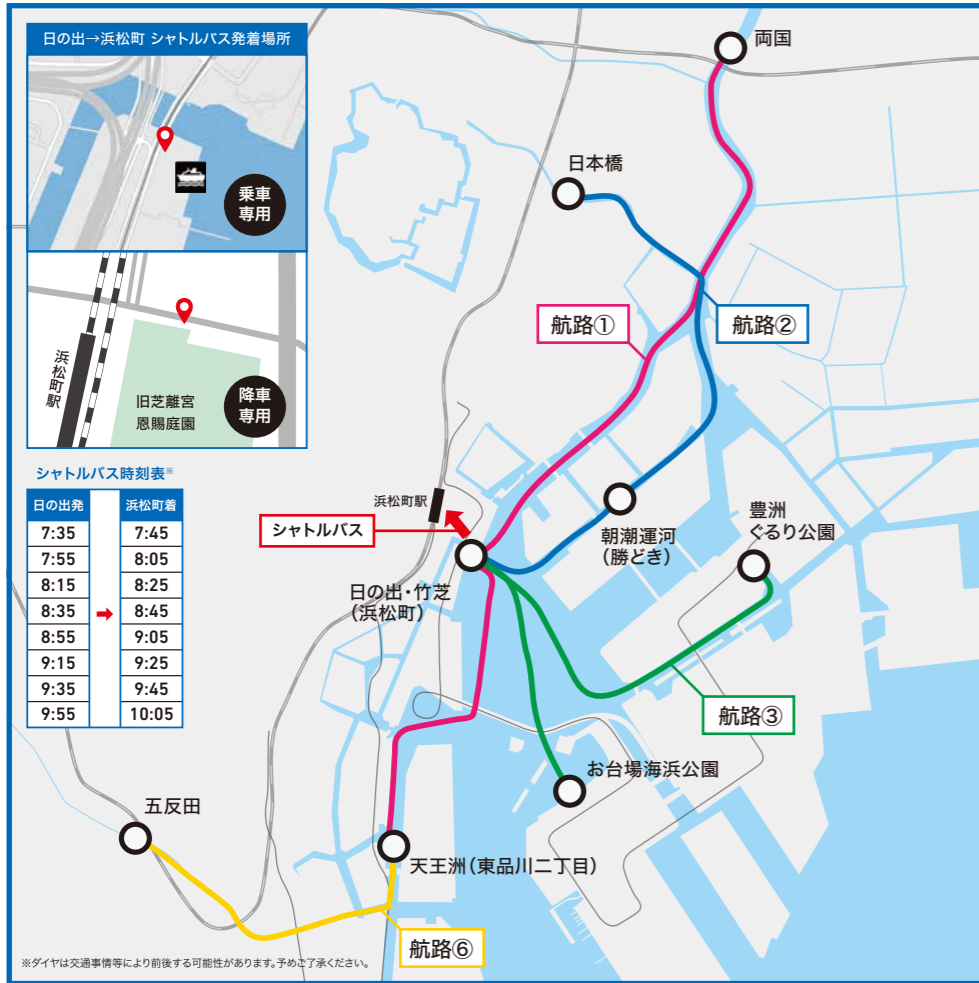 日の出→浜松町 シャトルバス発着場所
乗車
専用
浜松町駅
旧芝離宮
恩賜庭園
降車
専用
シャトルバス時刻表※
日の出発 浜松町着
7:35 7:45
7:55 8:05
8:15 8:25
8:35 ➡ 8:45
8:55 9:05
9:15 9:25
9:35 9:45
9:55 10:05
両国
日本橋
航路①
航路②
浜松町駅
シャトルバス
日の出・竹芝
(浜松町)
朝潮運河
(勝どき)
豊洲
ぐるり公園
航路③
お台場海浜公園
五反田
天王洲(東品川二丁目)
航路⑥
※ダイヤは交通事情等により前後する可能性があります。予めご了承ください。